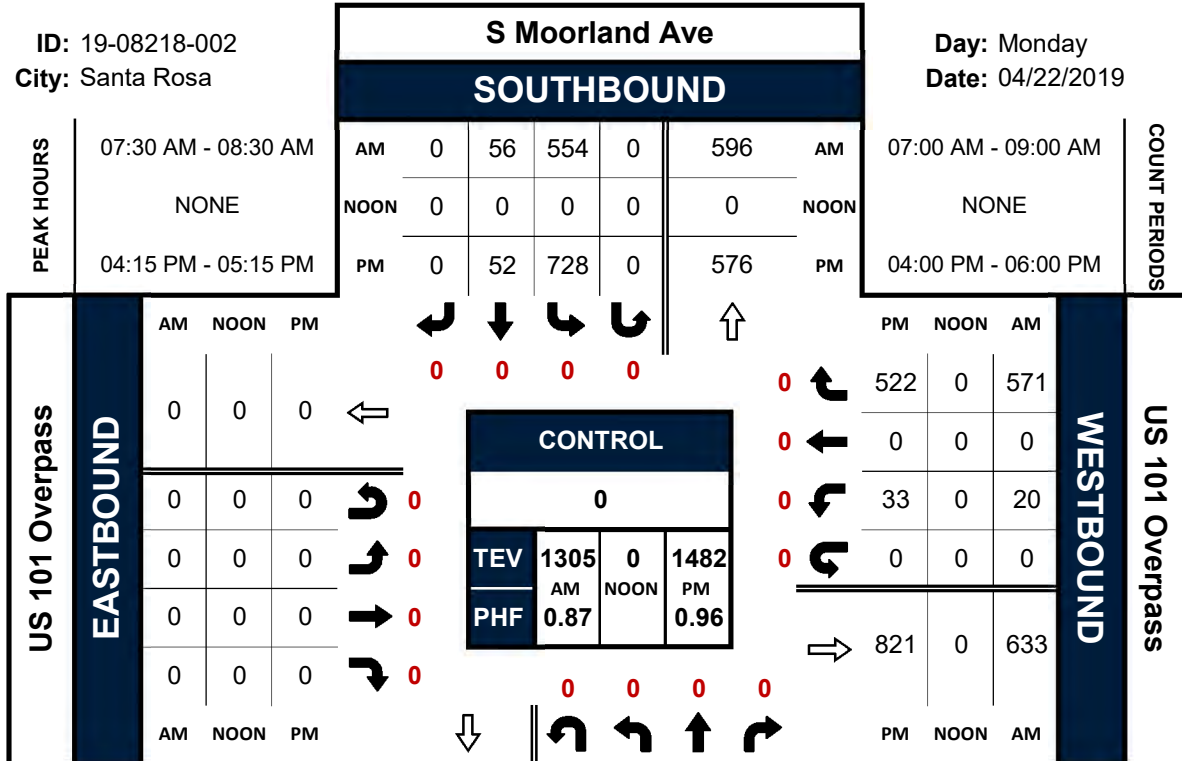 S Moorland Ave
ID: 19-08218-002
City: Santa Rosa
Day: Monday
Date: 04/22/2019
SOUTHBOUND
PEAK HOURS
07:30 AM - 08:30 AM
NONE
04:15 PM - 05:15 PM
AM 0 56 554 0 596 AM
NOON 0 0 0 0 0 NOON
PM 0 52 728 0 576 PM
07:00 AM - 09:00 AM
NONE
04:00 PM - 06:00 PM
COUNT PERIODS
0 0 0 0
US 101 Overpass
EASTBOUND
AM NOON PM
0 0 0
0 0 0 0
0 0 0 0
0 0 0 0
0 0 0 0
AM NOON PM
CONTROL
0
TEV 1305 0 1482
AM NOON PM
PHF 0.87 0.96
PM NOON AM
0 522 0 571
0 0 0 0
0 33 0 20
0 0 0 0
821 0 633
PM NOON AM
WESTBOUND
US 101 Overpass
0 0 0 0